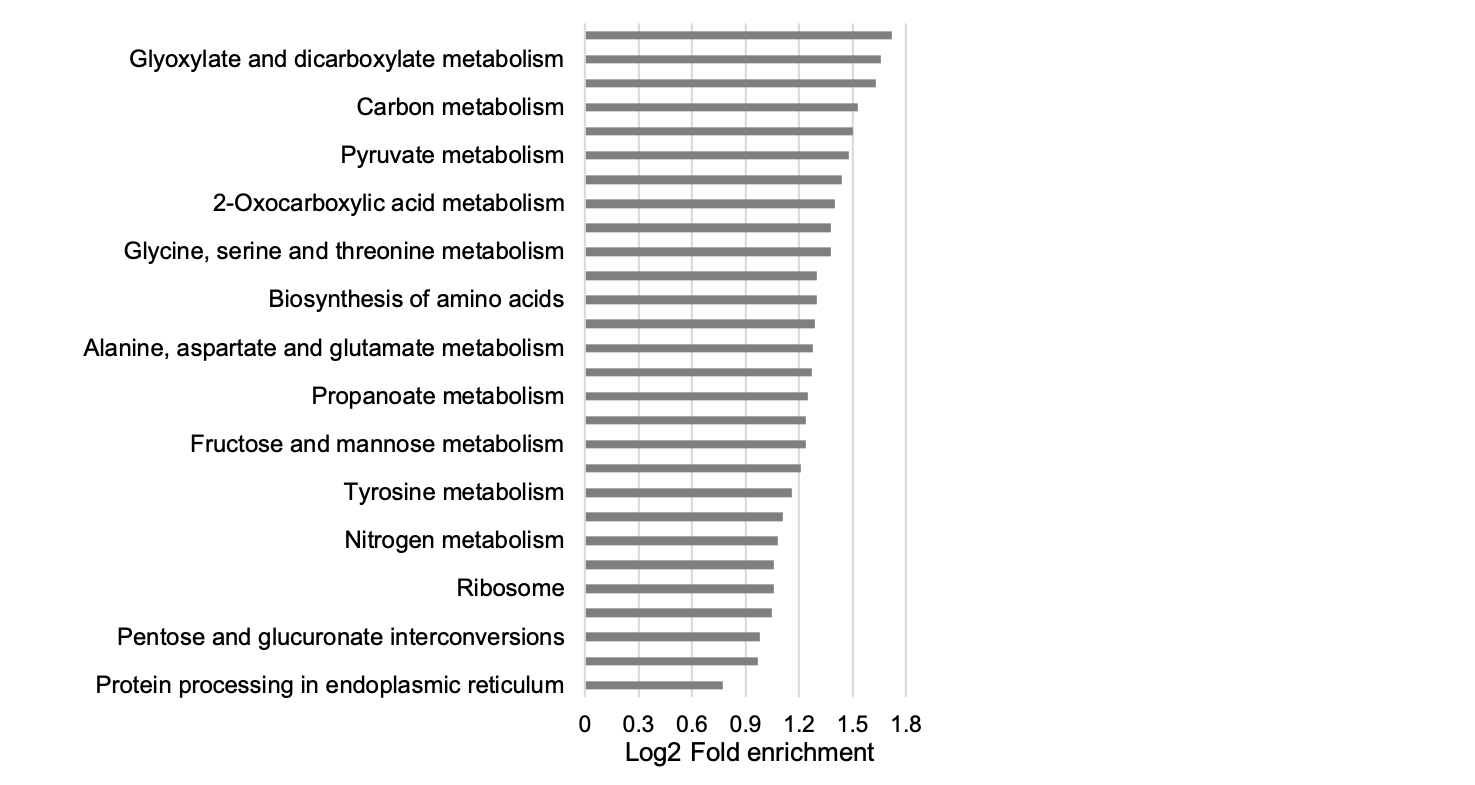 Glyoxylate and dicarboxylate metabolism
Carbon metabolism
Pyruvate metabolism
2-Oxocarboxylic acid metabolism
Glycine, serine and threonine metabolism
Biosynthesis of amino acids
Alanine, aspartate and glutamate metabolism
Propanoate metabolism
Fructose and mannose metabolism
Tyrosine metabolism
Nitrogen metabolism
Ribosome
Pentose and glucuronate interconversions
Protein processing in endoplasmic reticulum
0 0.3 0.6 0.9 1.2 1.5 1.8
Log2 Fold enrichment